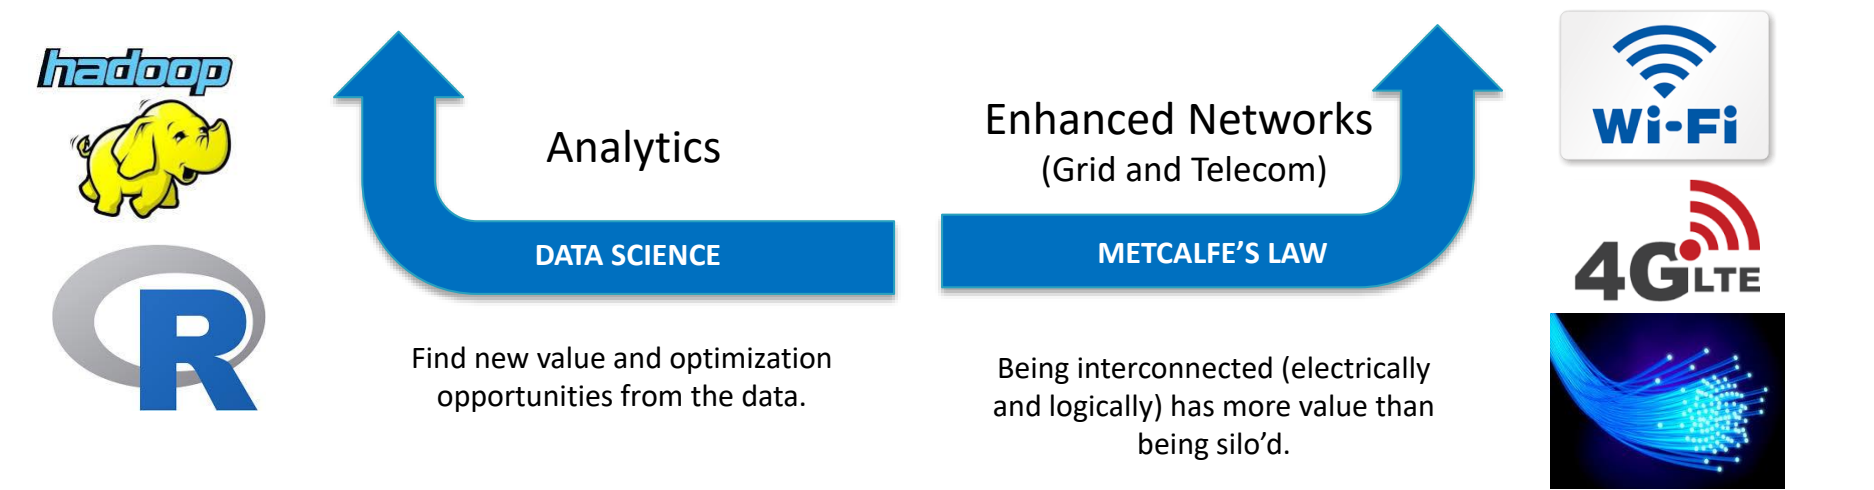 hadoop
R
Analytics
DATA SCIENCE
Find new value and optimization
opportunities from the data.
Enhanced Networks
(Grid and Telecom)
METCALFE’S LAW
Being interconnected (electrically
and logically) has more value than
being silo’d.
Wi-Fi
4G LTE